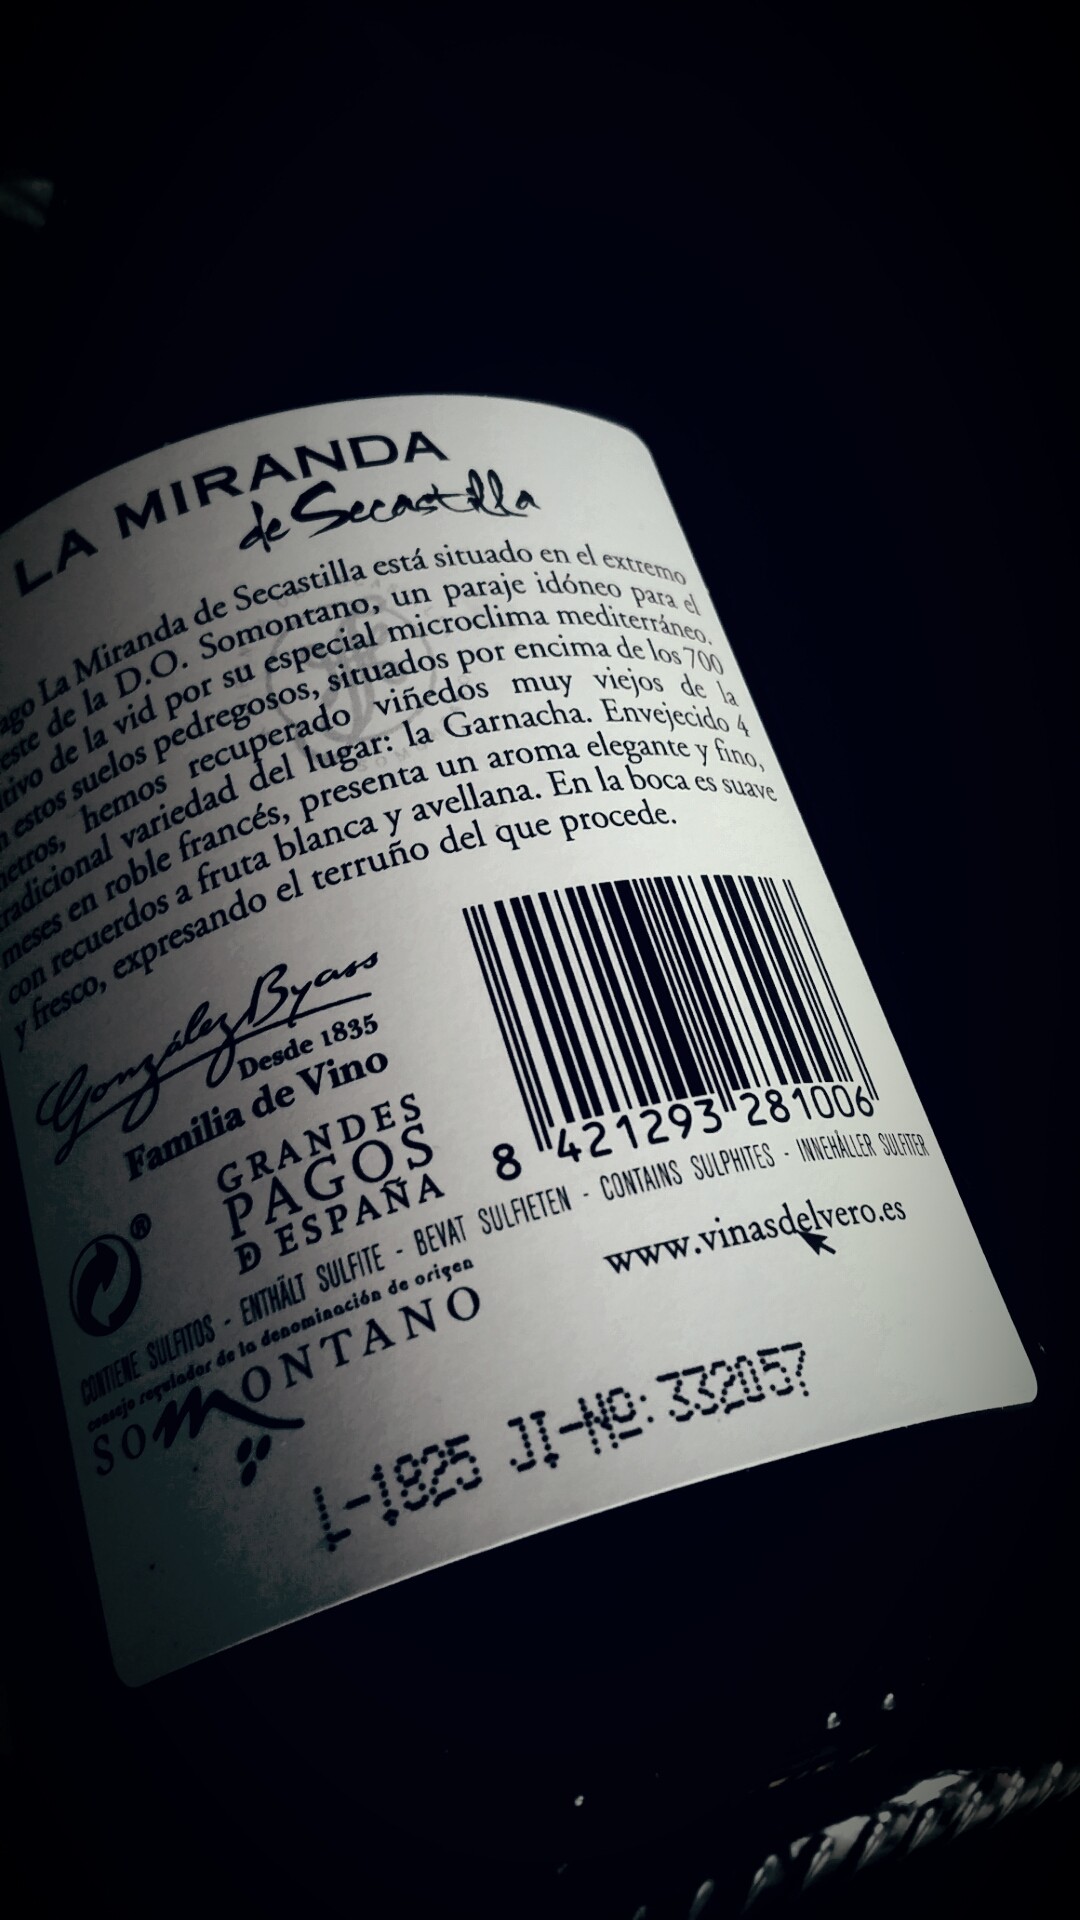 LA MIRANDA
de Secastilla
La Miranda de Secastilla está situado en el extremo
de la D.O. Somontano, un paraje idóneo para el
de la vid por su especial microclima mediterráneo.
estos suelos pedregosos, situados por encima de los 700
hemos recuperado viñedos muy viejos de la
variedad del lugar: la Garnacha. Envejecido 4
meses en roble francés, presenta un aroma elegante y fino,
con recuerdos a fruta blanca y avellana. En la boca es suave
y fresco, expresando el terruño del que procede.
González Byass
Desde 1835
Familia de Vino
GRANDES
PAGOS
D ESPAÑA
8 421293 281006
CONTIENE SULFITOS - ENTHÄLT SULFITE - BEVAT SULFIETEN - CONTAINS SULPHITES - INNEHÅLLER SULFITER
www.vinasdelvero.es
consejo regulador de la denominación de origen
SOMONTANO
L-1825 JI-Nº: 332057